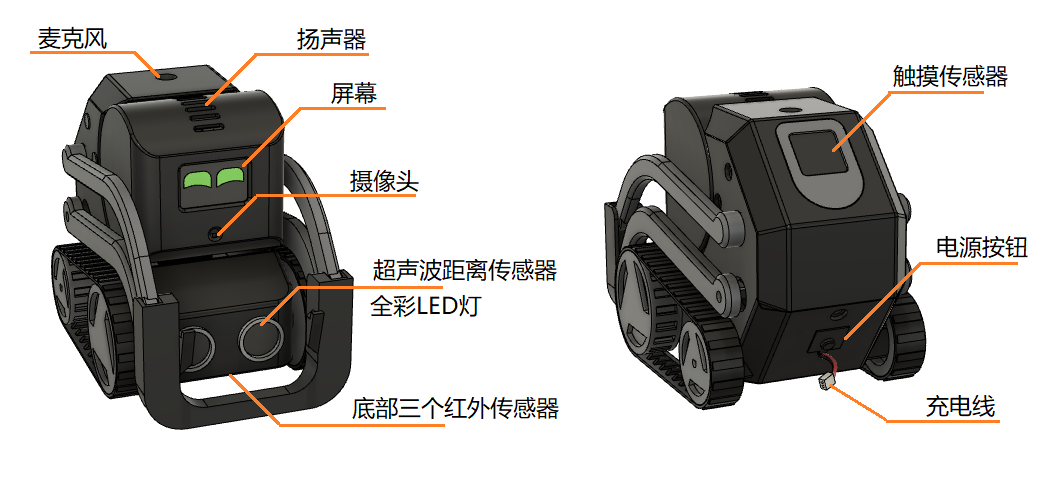 麦克风
扬声器
屏幕
摄像头
超声波距离传感器
全彩LED灯
底部三个红外传感器
触摸传感器
电源按钮
充电线